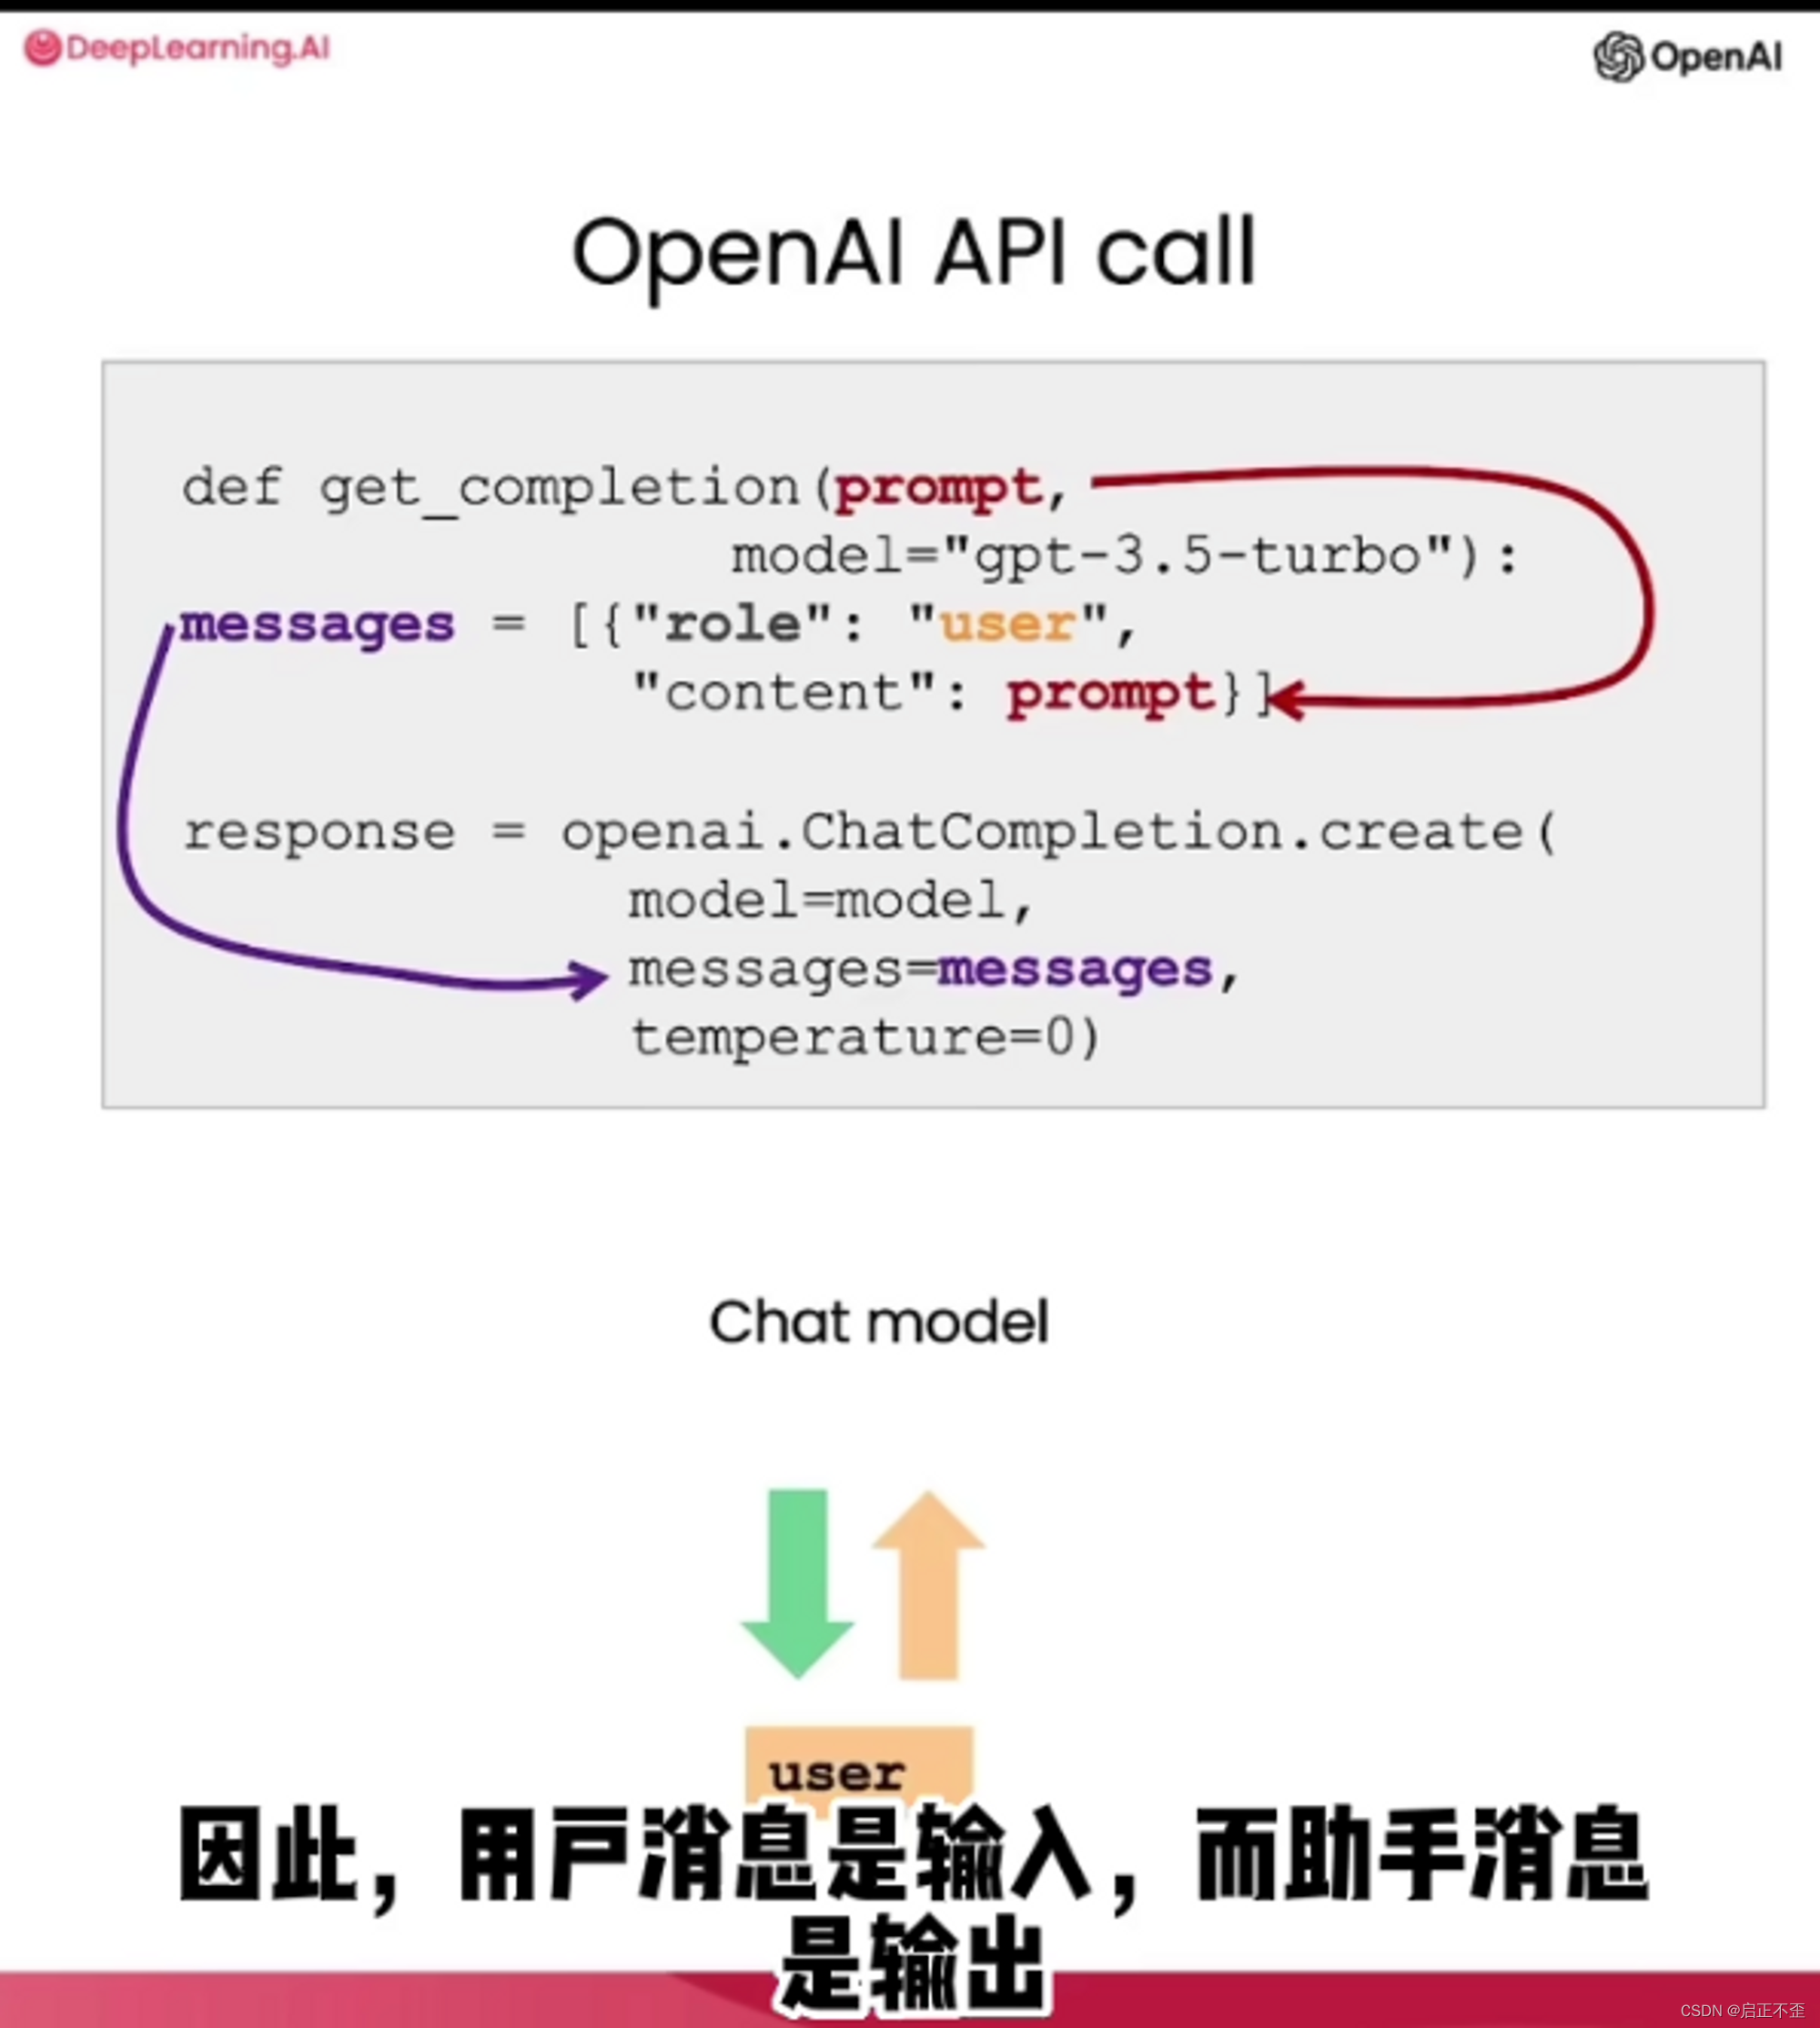 DeepLearning.AI
OpenAI
OpenAI API call
def get_completion(prompt,
model="gpt-3.5-turbo"):
messages = [{"role": "user",
"content": prompt}]
response = openai.ChatCompletion.create(
model=model,
messages=messages,
temperature=0)
Chat model
user
因此，用户消息是输入，而助手消息
是输出
CSDN @启正不歪